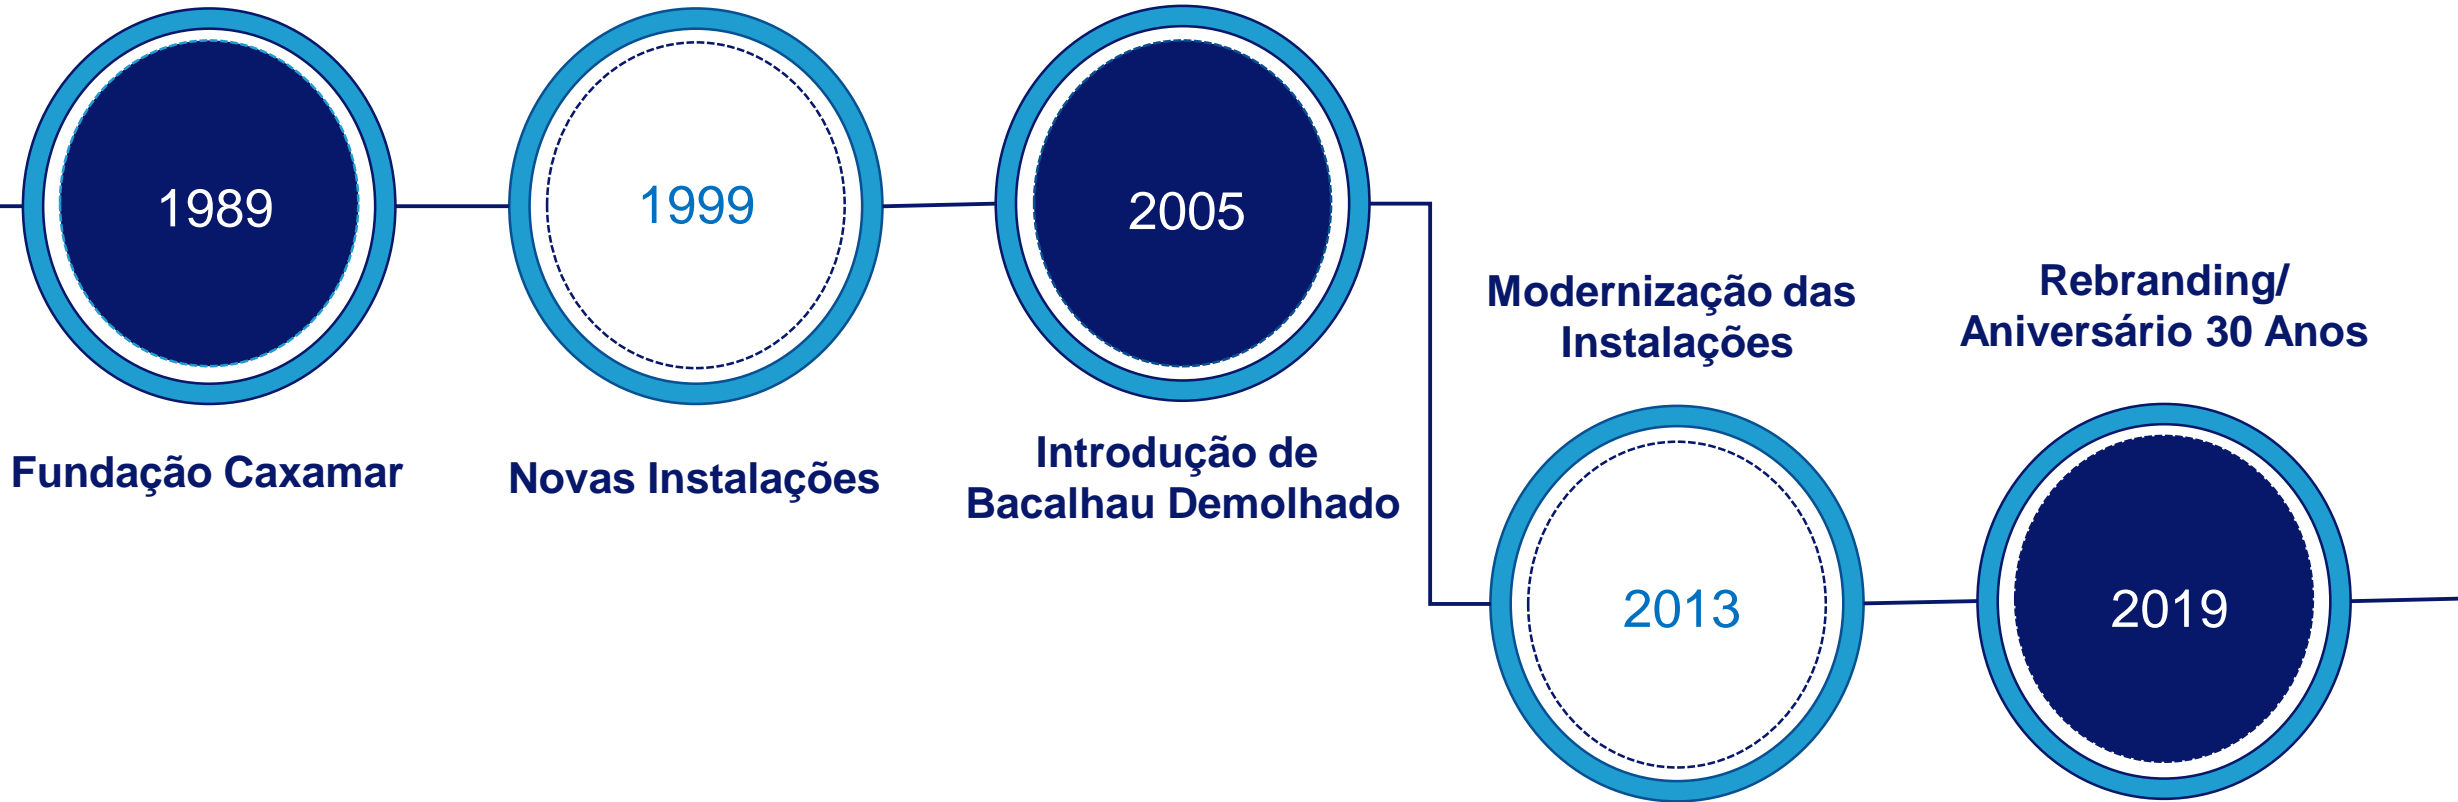 1989
Fundação Caxamar
1999
Novas Instalações
2005
Introdução de
Bacalhau Demolhado
Modernização das
Instalações
2013
Rebranding/
Aniversário 30 Anos
2019